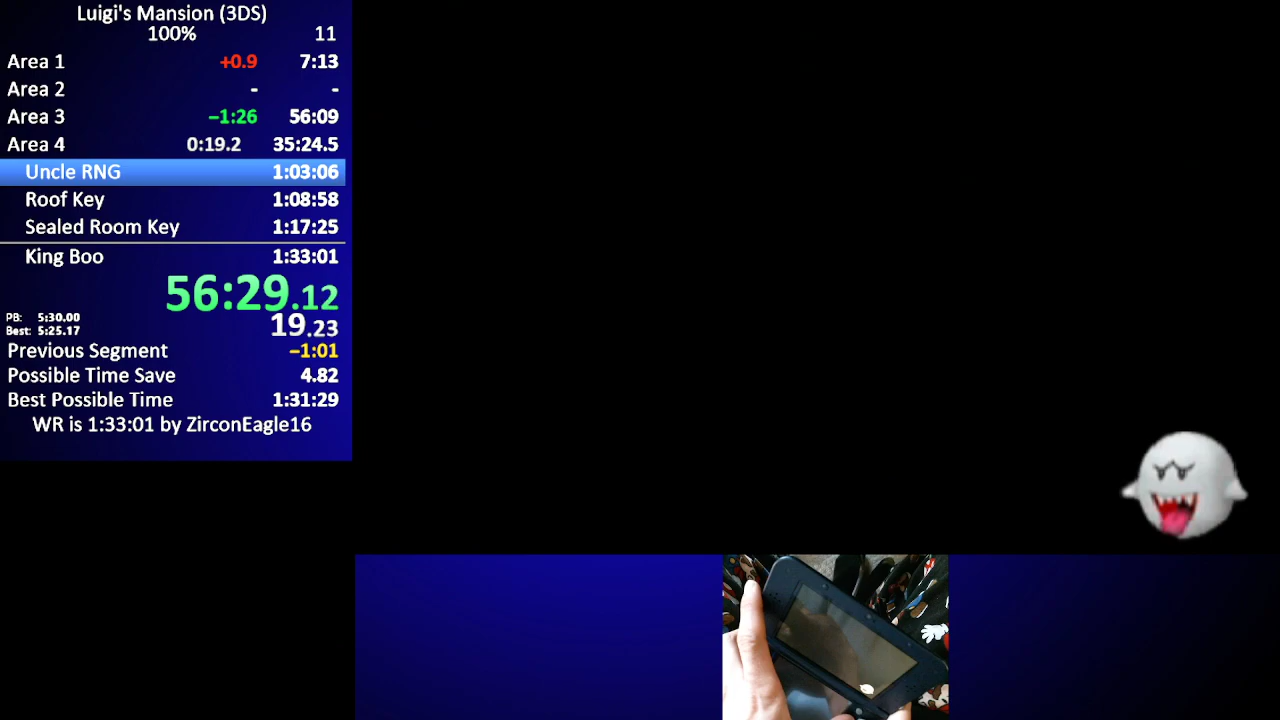 Luigi's Mansion (3DS)
100% 11
Area 1 +0.9 7:13
Area 2 - -
Area 3 −1:26 56:09
Area 4 0:19.2 35:24.5
Uncle RNG 1:03:06
Roof Key 1:08:58
Sealed Room Key 1:17:25
King Boo 1:33:01
56:29.12
PB: 5:30.00
Best: 5:25.17
19.23
Previous Segment −1:01
Possible Time Save 4.82
Best Possible Time 1:31:29
WR is 1:33:01 by ZirconEagle16